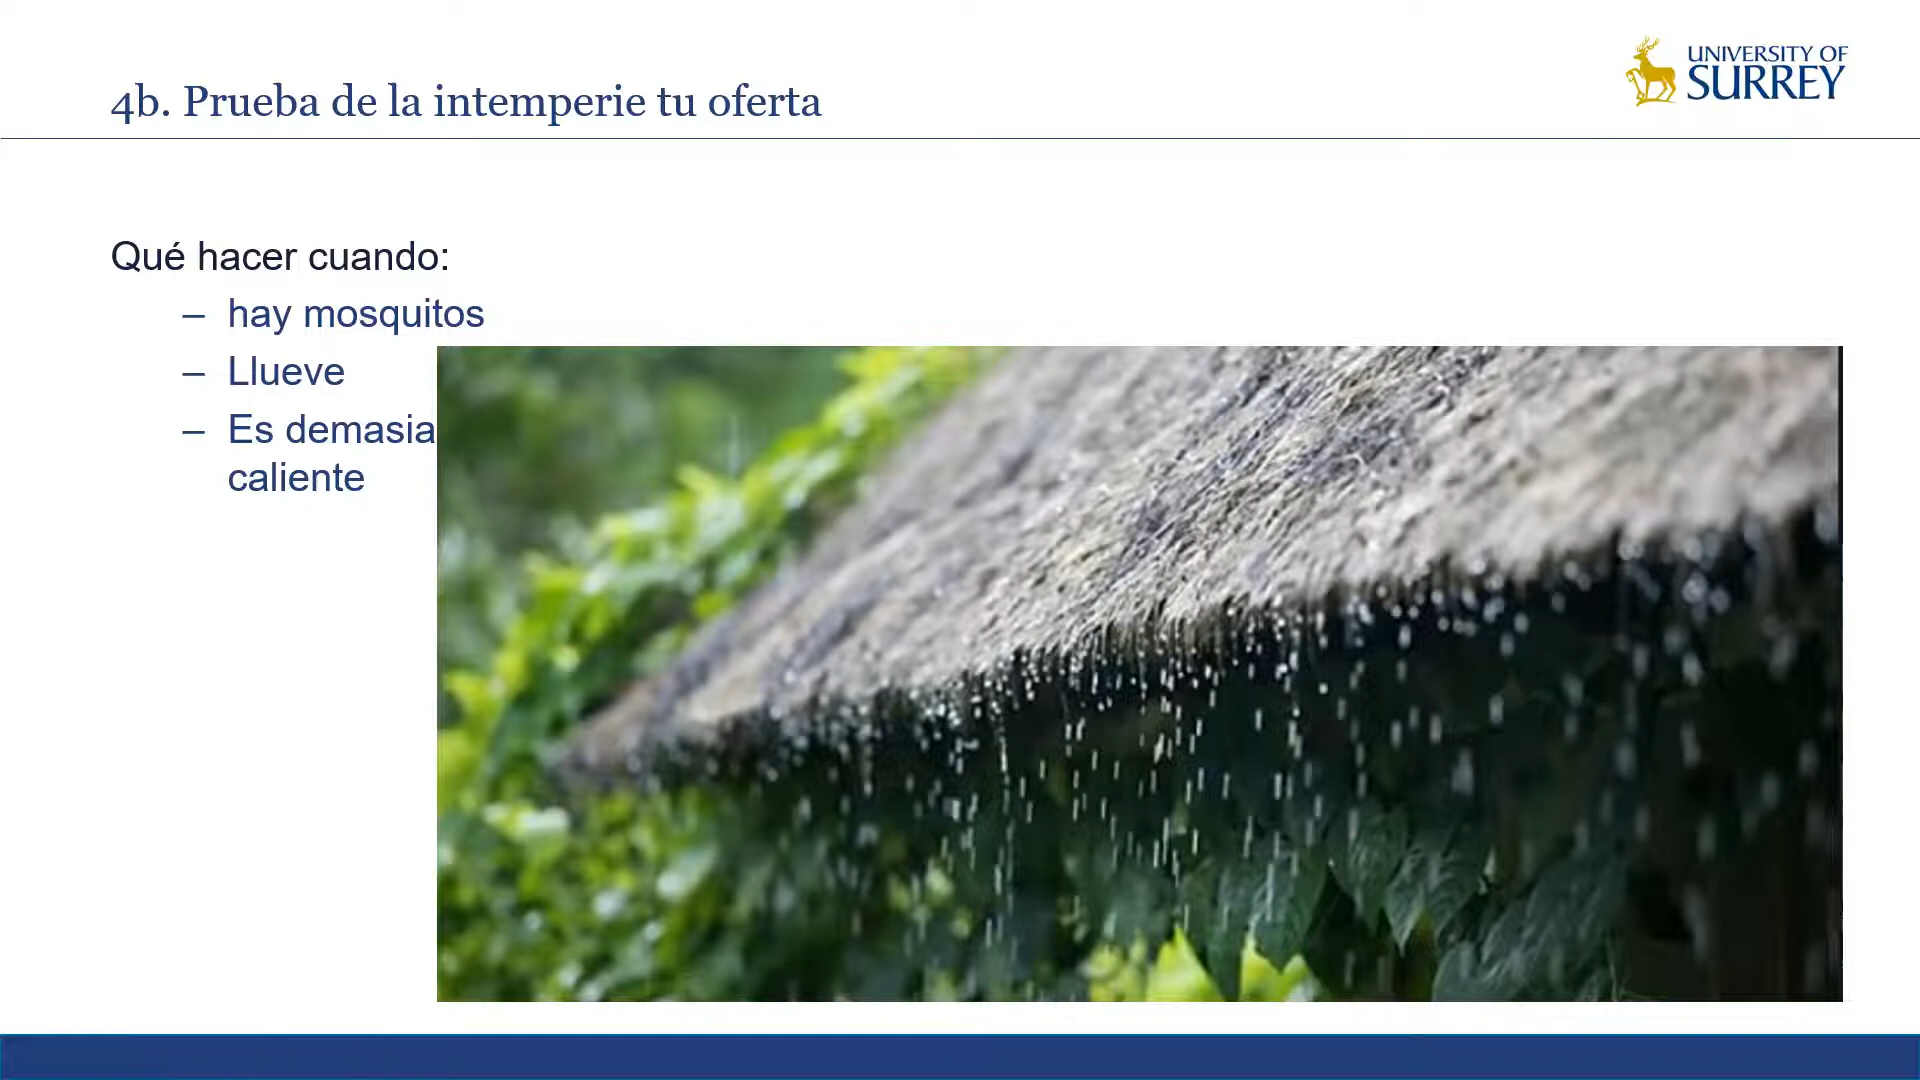 UNIVERSITY OF
SURREY
4b. Prueba de la intemperie tu oferta
Qué hacer cuando:
– hay mosquitos
– Llueve
– Es demasia
caliente